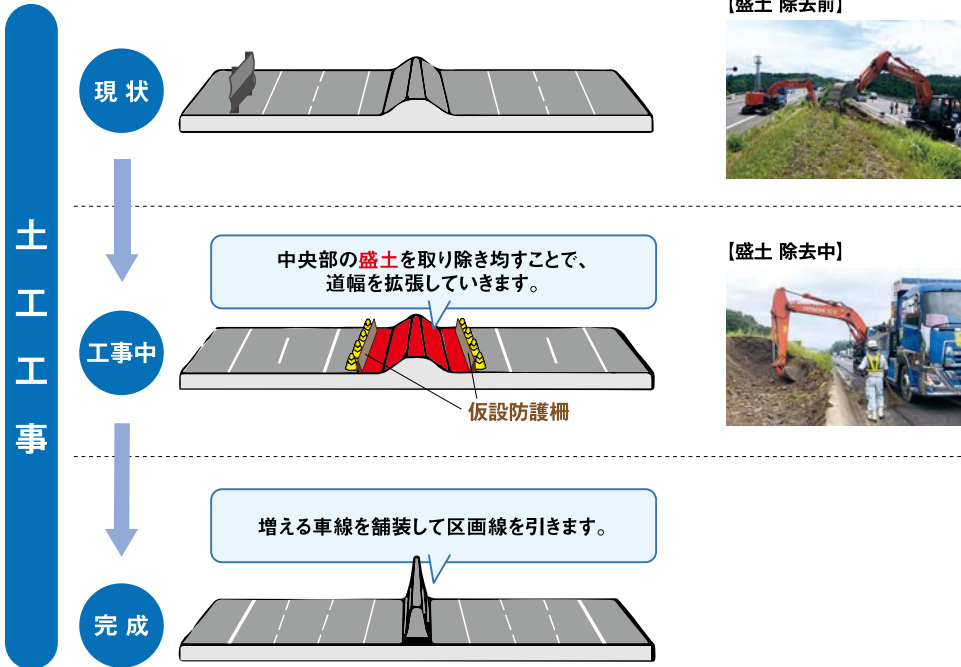 土工工事
現状
【盛土 除去前】
中央部の盛土を取り除き均すことで、
道幅を拡張していきます。
工事中
仮設防護柵
【盛土 除去中】
増える車線を舗装して区画線を引きます。
完成